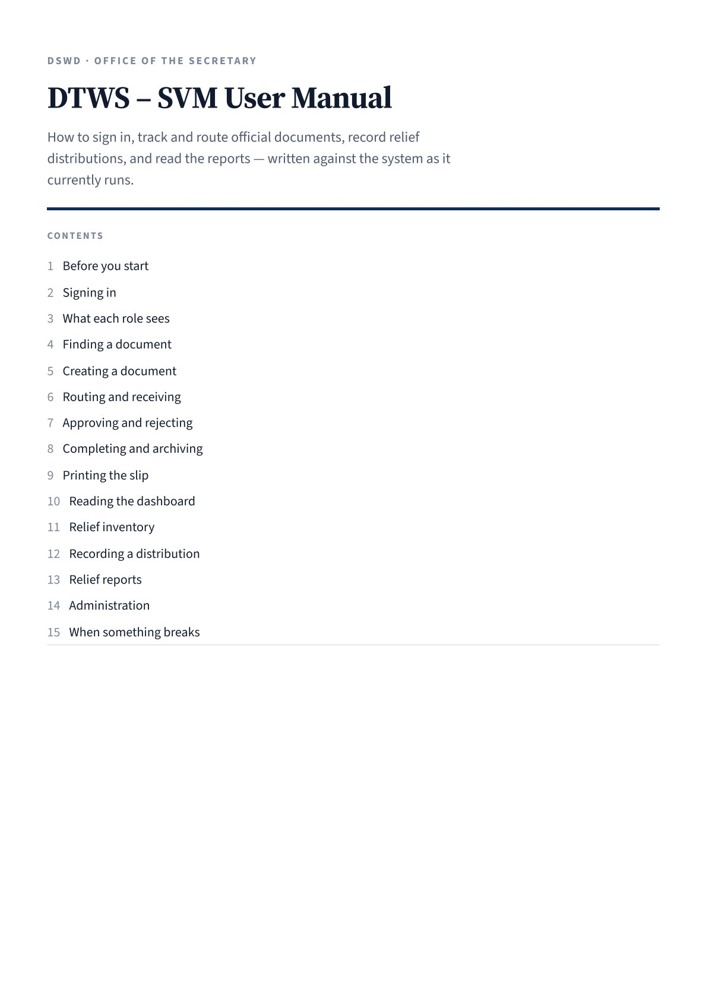 DSWD · OFFICE OF THE SECRETARY
DTWS – SVM User Manual
How to sign in, track and route official documents, record relief
distributions, and read the reports — written against the system as it
currently runs.
CONTENTS
1 Before you start
2 Signing in
3 What each role sees
4 Finding a document
5 Creating a document
6 Routing and receiving
7 Approving and rejecting
8 Completing and archiving
9 Printing the slip
10 Reading the dashboard
11 Relief inventory
12 Recording a distribution
13 Relief reports
14 Administration
15 When something breaks